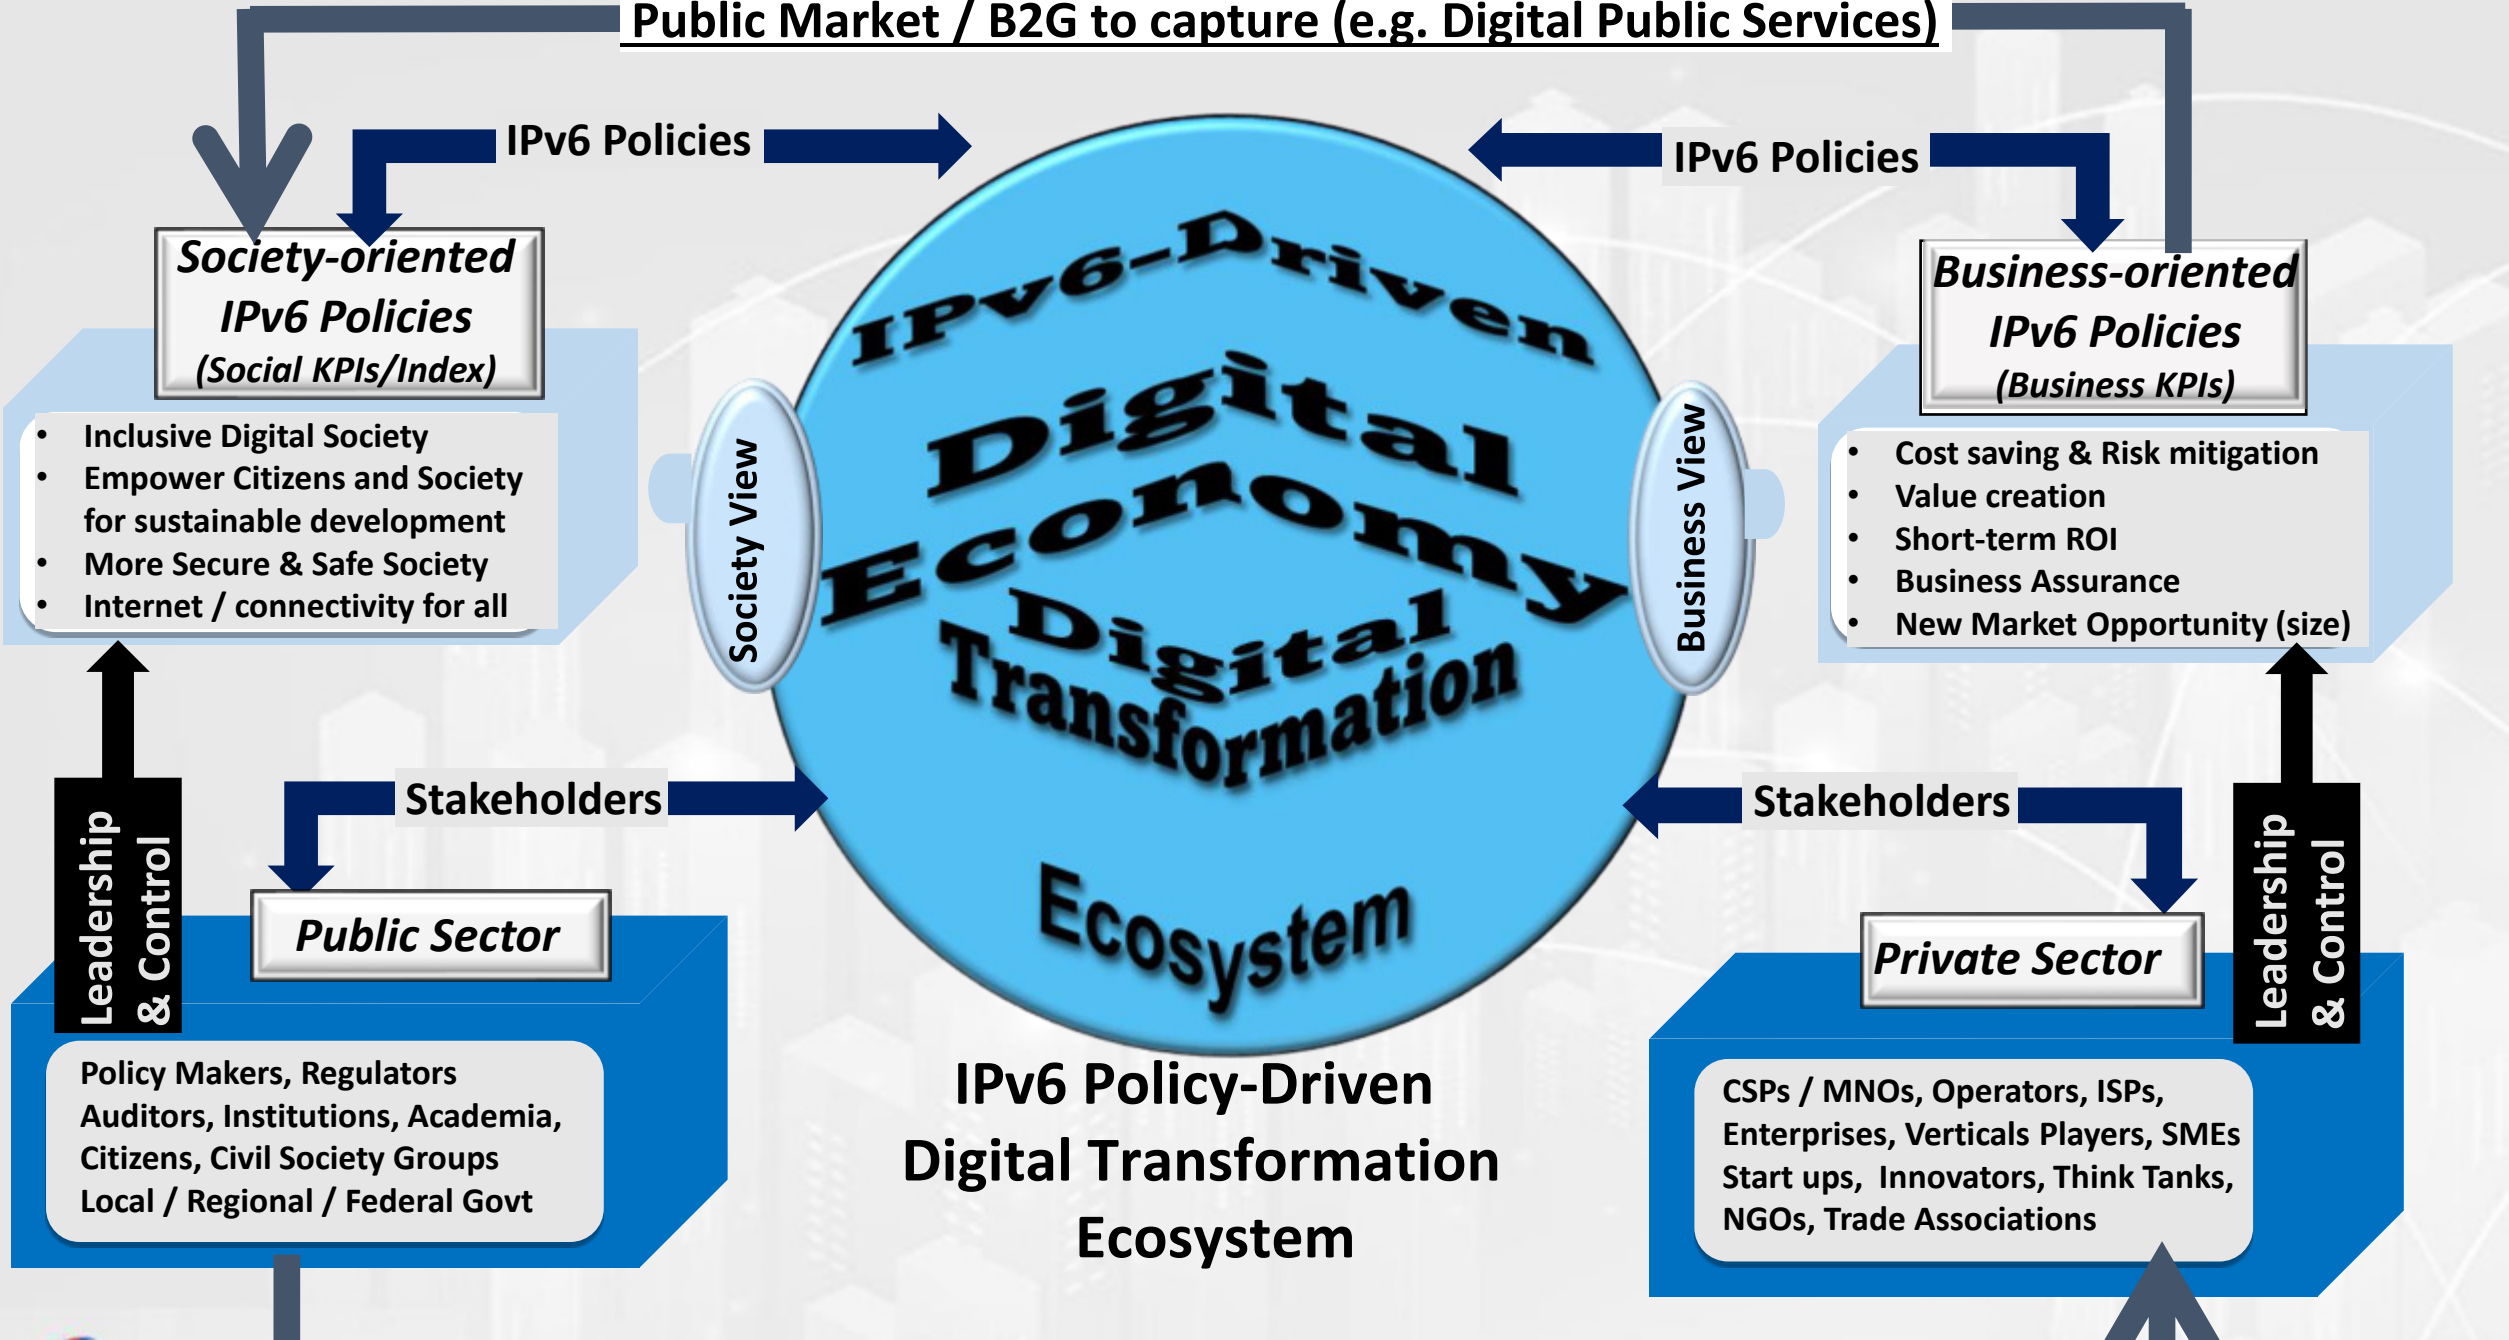 Public Market / B2G to capture (e.g. Digital Public Services)
IPv6 Policies
IPv6 Policies
Society-oriented
IPv6 Policies
(Social KPIs/Index)
Business-oriented
IPv6 Policies
(Business KPIs)
• Inclusive Digital Society
• Empower Citizens and Society
for sustainable development
• More Secure & Safe Society
• Internet / connectivity for all
Society View
IPv6-Driven
Digital
Economy
Digital
Transformation
Ecosystem
Business View
• Cost saving & Risk mitigation
• Value creation
• Short-term ROI
• Business Assurance
• New Market Opportunity (size)
Stakeholders
Stakeholders
Leadership
& Control
Public Sector
Policy Makers, Regulators
Auditors, Institutions, Academia,
Citizens, Civil Society Groups
Local / Regional / Federal Govt
IPv6 Policy-Driven
Digital Transformation
Ecosystem
Private Sector
Leadership
& Control
CSPs / MNOs, Operators, ISPs,
Enterprises, Verticals Players, SMEs
Start ups, Innovators, Think Tanks,
NGOs, Trade Associations